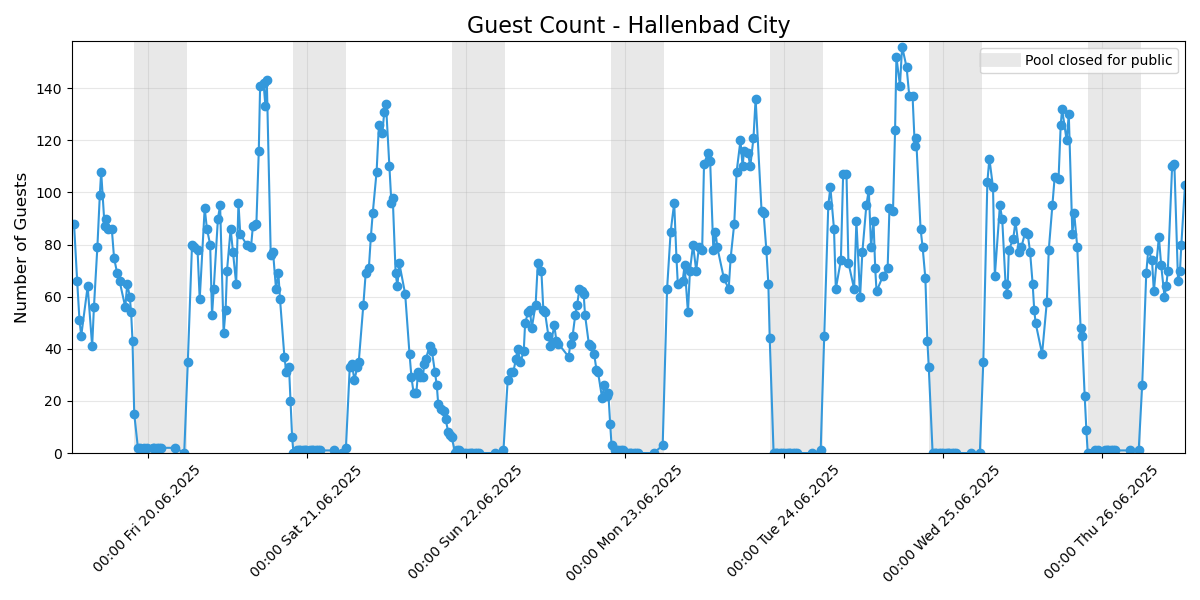 Guest Count - Hallenbad City
Pool closed for public
Number of Guests
140
120
100
80
60
40
20
0
00:00 Fri 20.06.2025
00:00 Sat 21.06.2025
00:00 Sun 22.06.2025
00:00 Mon 23.06.2025
00:00 Tue 24.06.2025
00:00 Wed 25.06.2025
00:00 Thu 26.06.2025